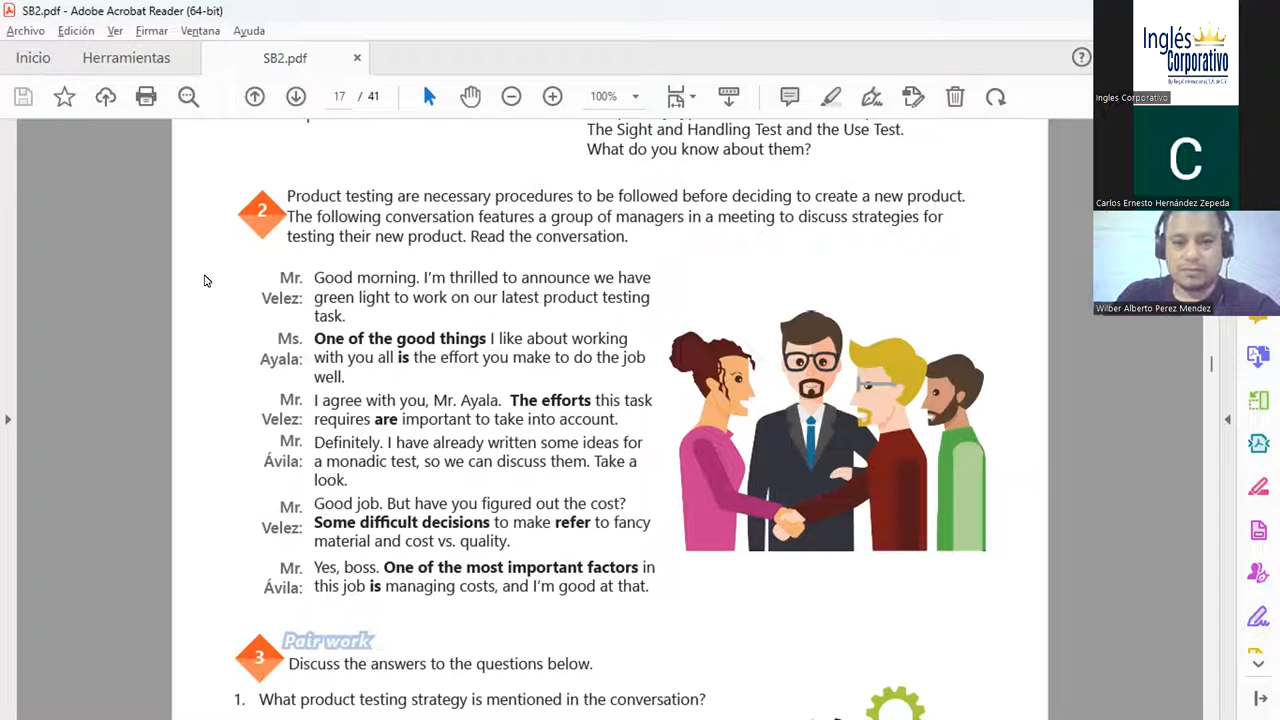 SB2.pdf - Adobe Acrobat Reader (64-bit)
Archivo Edición Ver Firmar Ventana Ayuda
Inicio Herramientas SB2.pdf ×
17 / 41 100%
The Sight and Handling Test and the Use Test.
What do you know about them?
2
Product testing are necessary procedures to be followed before deciding to create a new product.
The following conversation features a group of managers in a meeting to discuss strategies for
testing their new product. Read the conversation.
Mr. Velez: Good morning. I'm thrilled to announce we have
green light to work on our latest product testing
task.
Ms. Ayala: One of the good things I like about working
with you all is the effort you make to do the job
well.
Mr. Velez: I agree with you, Mr. Ayala. The efforts this task
requires are important to take into account.
Mr. Ávila: Definitely. I have already written some ideas for
a monadic test, so we can discuss them. Take a
look.
Mr. Velez: Good job. But have you figured out the cost?
Some difficult decisions to make refer to fancy
material and cost vs. quality.
Mr. Ávila: Yes, boss. One of the most important factors in
this job is managing costs, and I'm good at that.
Pair work
3
Discuss the answers to the questions below.
1. What product testing strategy is mentioned in the conversation?
Inglés
Corporativo
Ingles Corporativo
C
Carlos Ernesto Hernández Zepeda
Wilber Alberto Perez Mendez